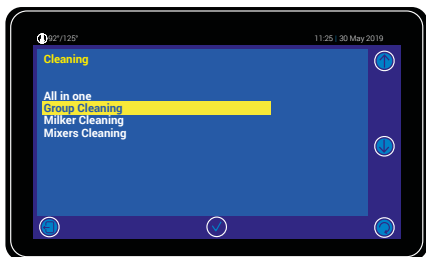 92°/125°
11:25 | 30 May 2019
Cleaning
All in one
Group Cleaning
Milker Cleaning
Mixers Cleaning